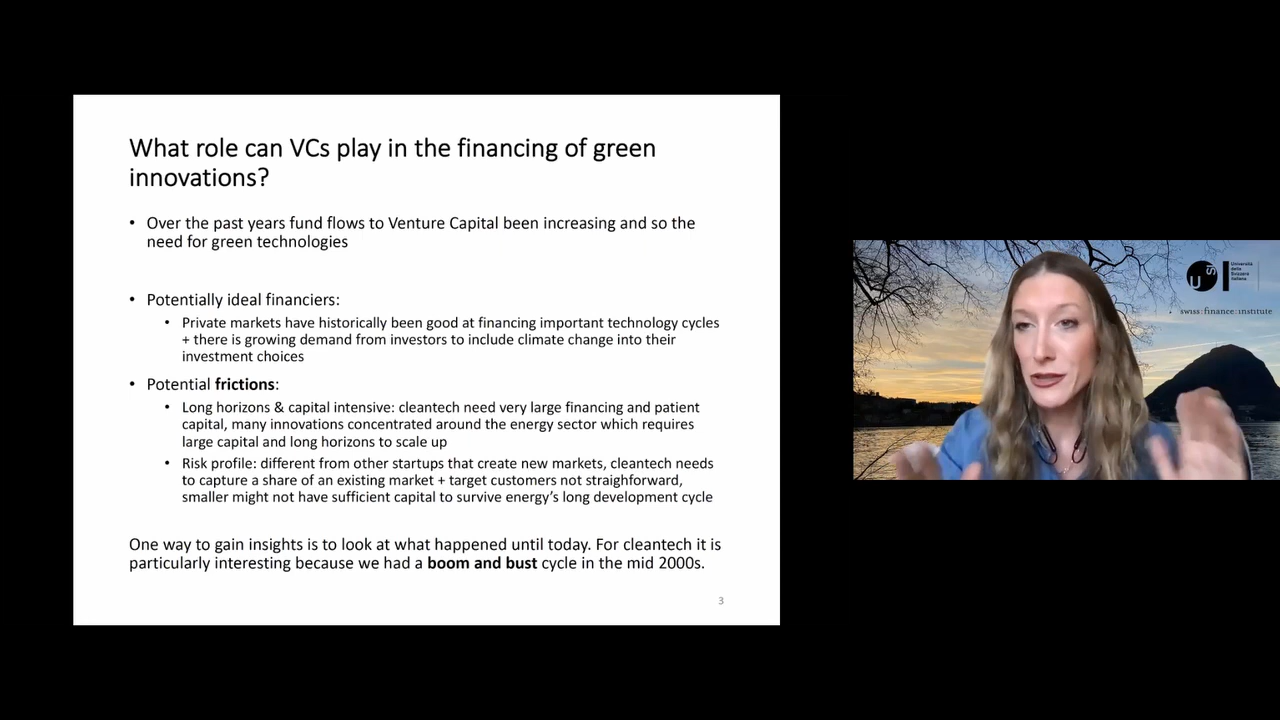 What role can VCs play in the financing of green
innovations?
• Over the past years fund flows to Venture Capital been increasing and so the
need for green technologies
• Potentially ideal financiers:
• Private markets have historically been good at financing important technology cycles
+ there is growing demand from investors to include climate change into their
investment choices
• Potential frictions:
• Long horizons & capital intensive: cleantech need very large financing and patient
capital, many innovations concentrated around the energy sector which requires
large capital and long horizons to scale up
• Risk profile: different from other startups that create new markets, cleantech needs
to capture a share of an existing market + target customers not straighforward,
smaller might not have sufficient capital to survive energy's long development cycle
One way to gain insights is to look at what happened until today. For cleantech it is
particularly interesting because we had a boom and bust cycle in the mid 2000s.
3
USI
Università
della
Svizzera
italiana
swiss:finance:institute